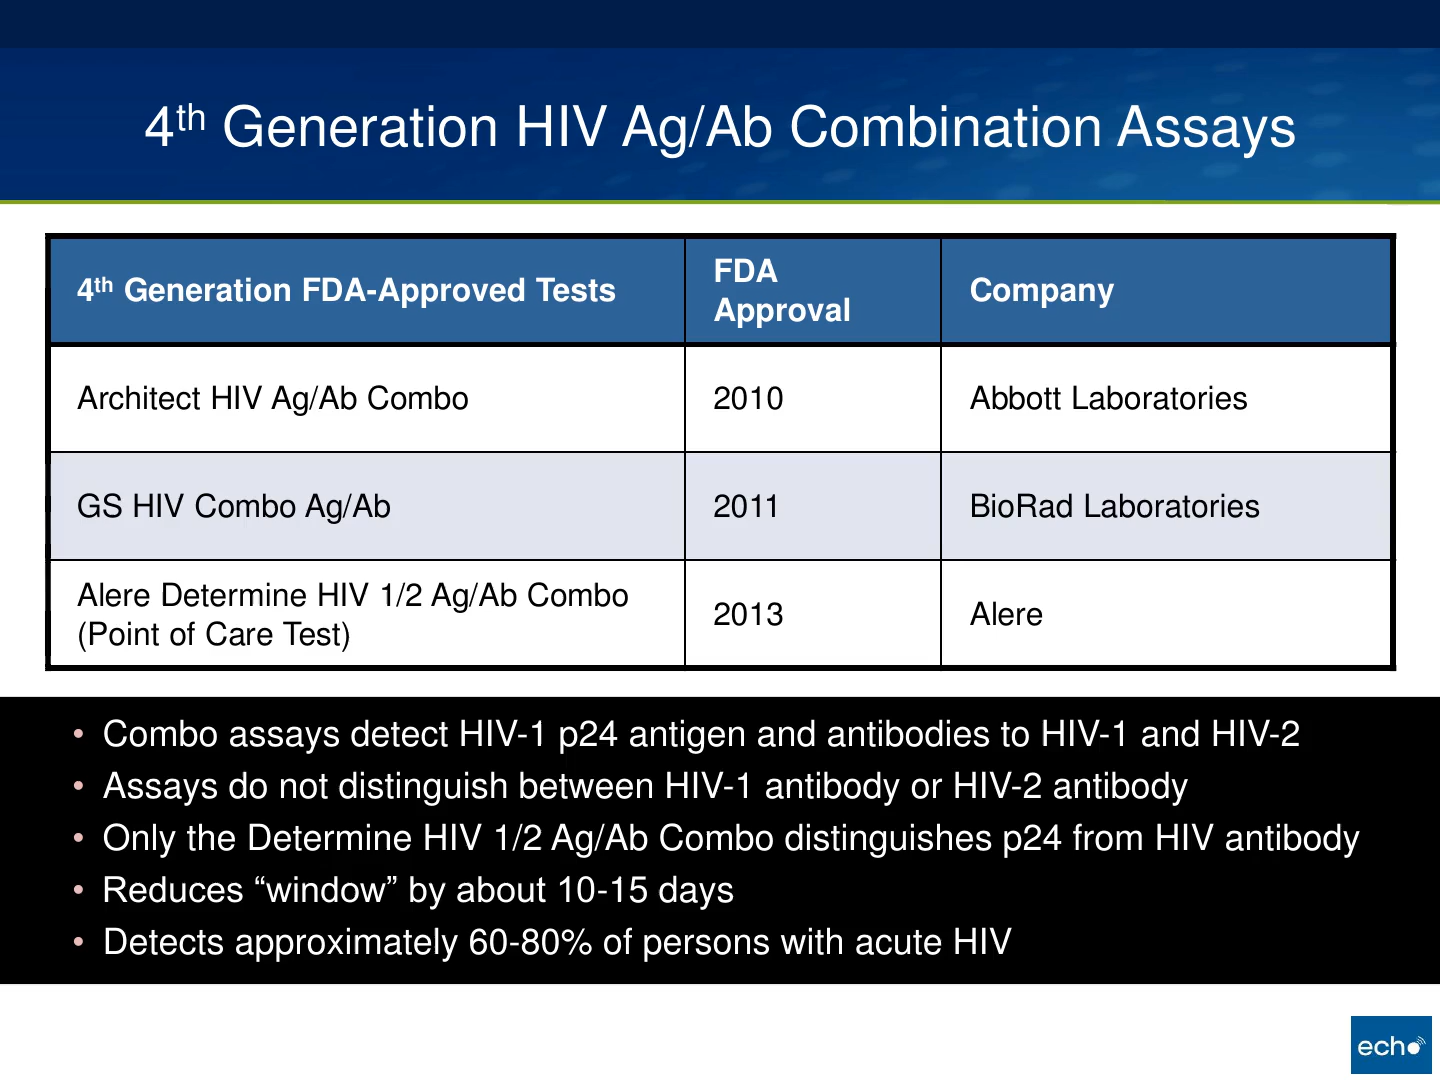 4th Generation HIV Ag/Ab Combination Assays
4th Generation FDA-Approved Tests
FDA
Approval
Company
Architect HIV Ag/Ab Combo
2010
Abbott Laboratories
GS HIV Combo Ag/Ab
2011
BioRad Laboratories
Alere Determine HIV 1/2 Ag/Ab Combo
(Point of Care Test)
2013
Alere
• Combo assays detect HIV-1 p24 antigen and antibodies to HIV-1 and HIV-2
• Assays do not distinguish between HIV-1 antibody or HIV-2 antibody
• Only the Determine HIV 1/2 Ag/Ab Combo distinguishes p24 from HIV antibody
• Reduces “window” by about 10-15 days
• Detects approximately 60-80% of persons with acute HIV
echo